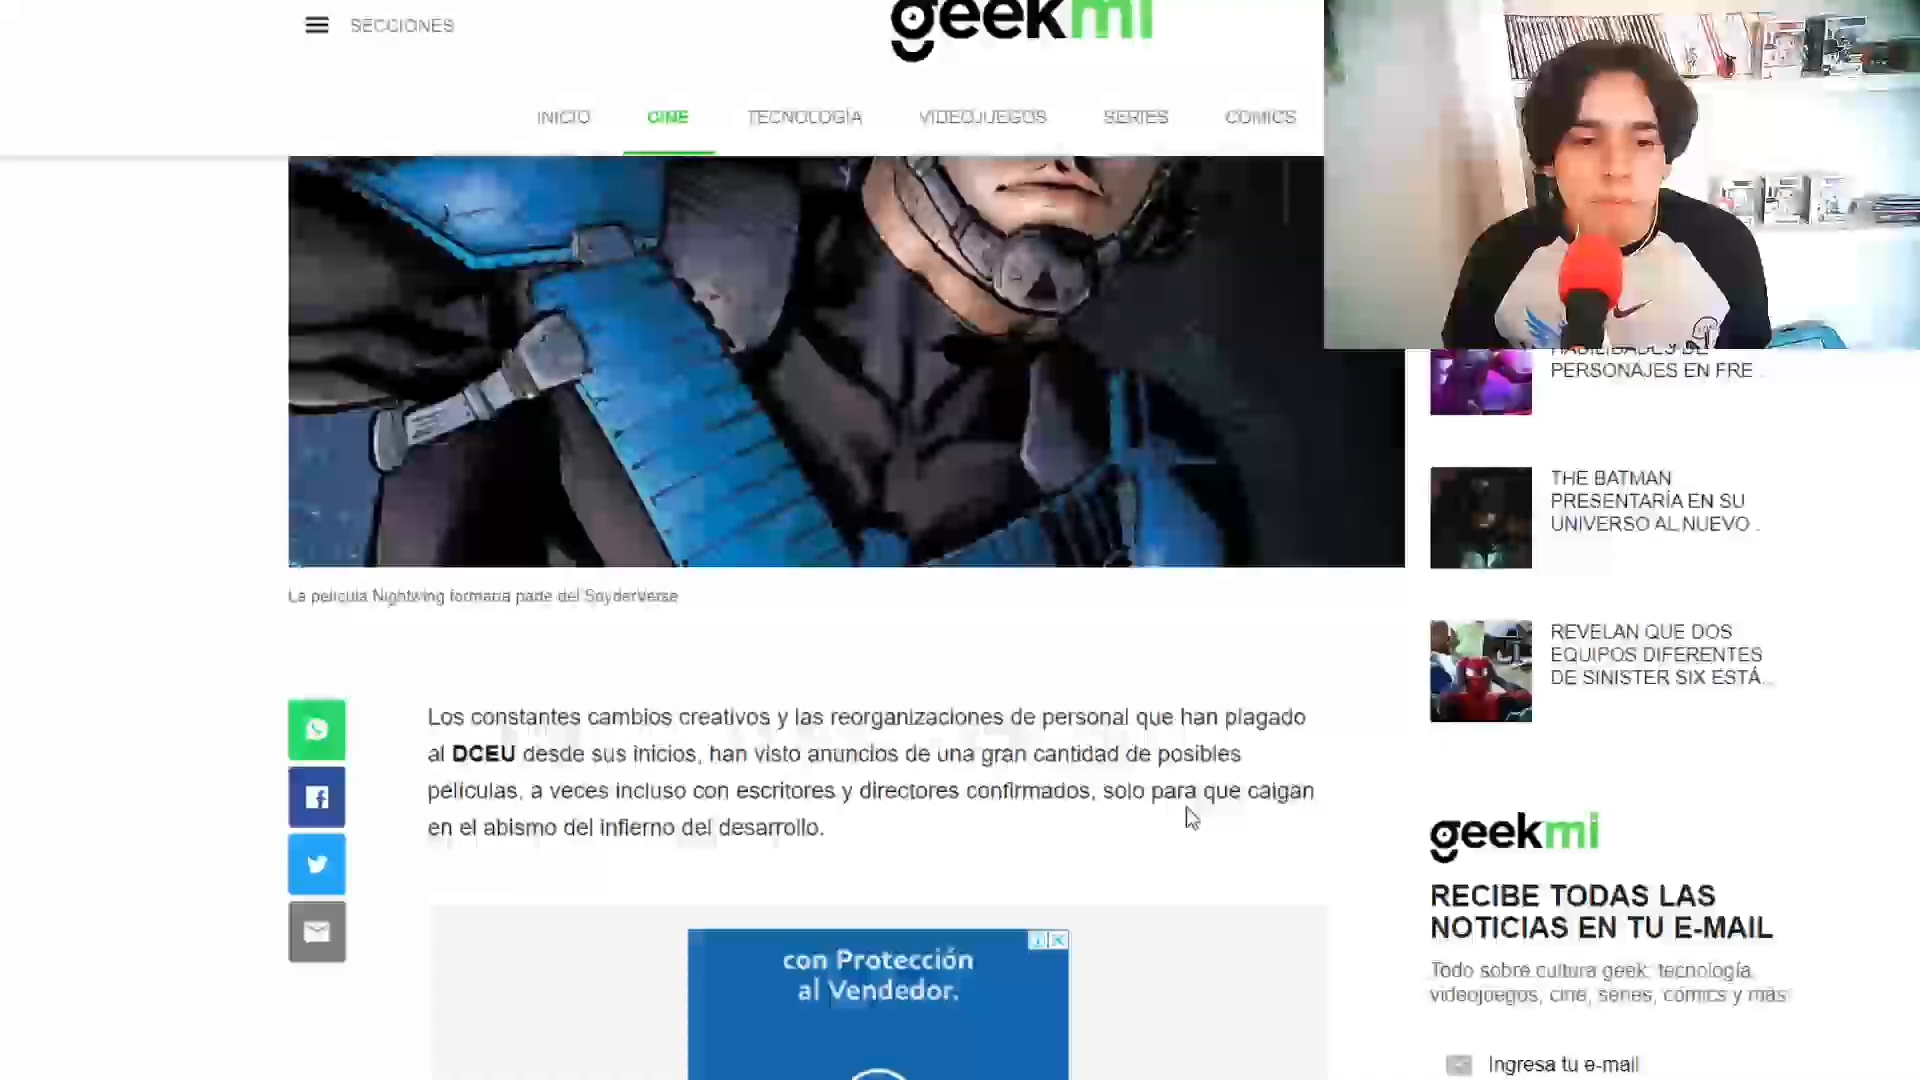 SECCIONES
geekmi
INICIO
CINE
TECNOLOGÍA
VIDEOJUEGOS
SERIES
COMICS
HABILIDADES DE
PERSONAJES EN FRE
THE BATMAN
PRESENTARÍA EN SU
UNIVERSO AL NUEVO
REVELAN QUE DOS
EQUIPOS DIFERENTES
DE SINISTER SIX ESTÁ...
La película Nightwing formaría parte del SnyderVerse
Los constantes cambios creativos y las reorganizaciones de personal que han plagado
al DCEU desde sus inicios, han visto anuncios de una gran cantidad de posibles
películas, a veces incluso con escritores y directores confirmados, solo para que caigan
en el abismo del infierno del desarrollo.
con Protección
al Vendedor.
geekmi
RECIBE TODAS LAS
NOTICIAS EN TU E-MAIL
Todo sobre cultura geek: tecnología,
videojuegos, cine, series, cómics y más
Ingresa tu e-mail